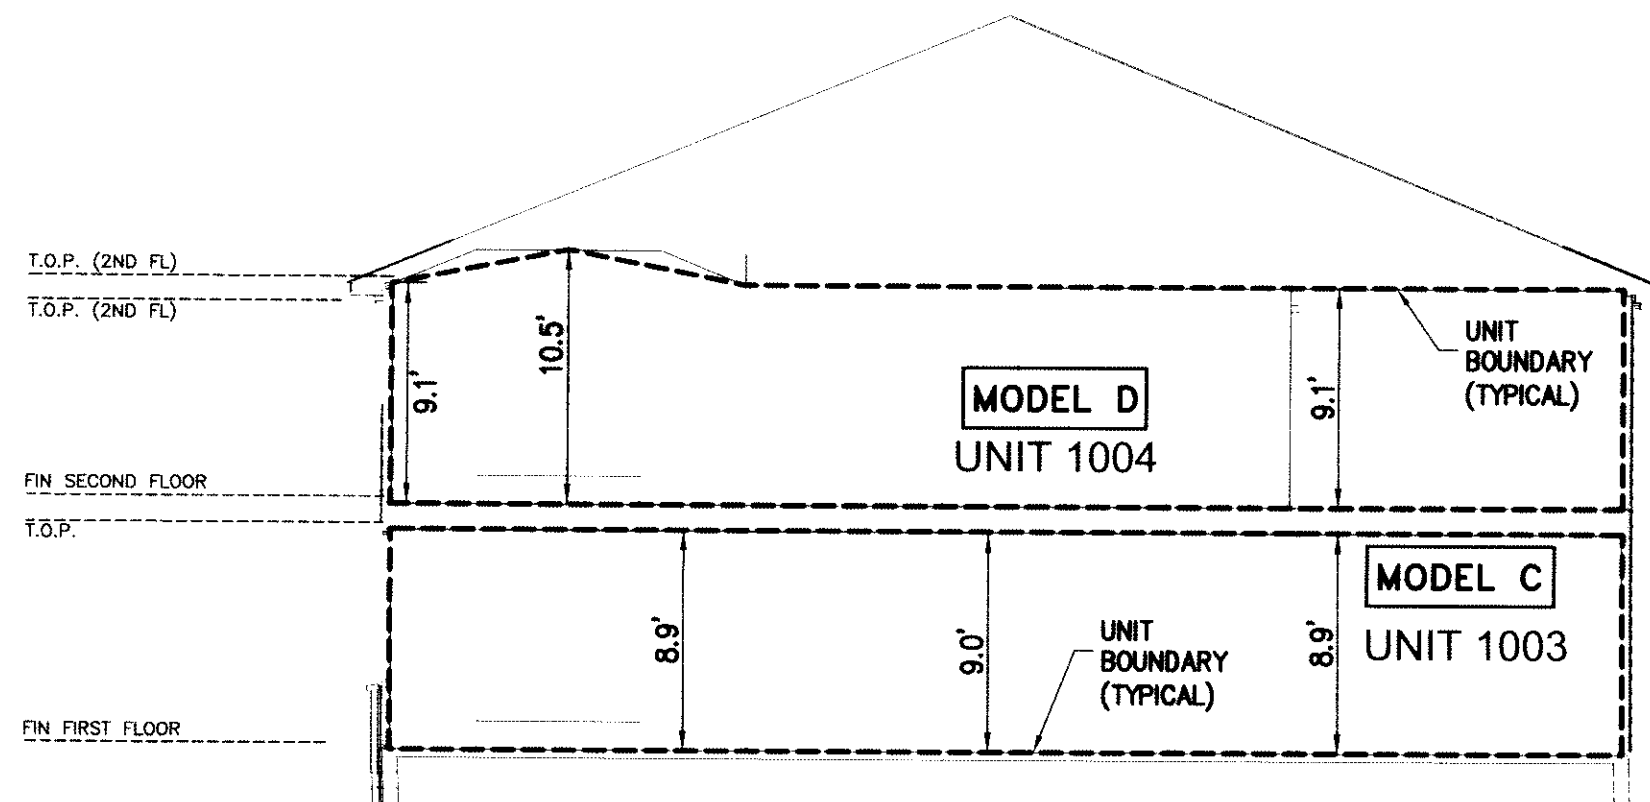 T.O.P. (2ND FL)
T.O.P. (2ND FL)
9.1'
10.5'
MODEL D
UNIT 1004
9.1'
UNIT
BOUNDARY
(TYPICAL)
FIN SECOND FLOOR
T.O.P.
8.9'
9.0'
UNIT
BOUNDARY
(TYPICAL)
8.9'
MODEL C
UNIT 1003
FIN FIRST FLOOR